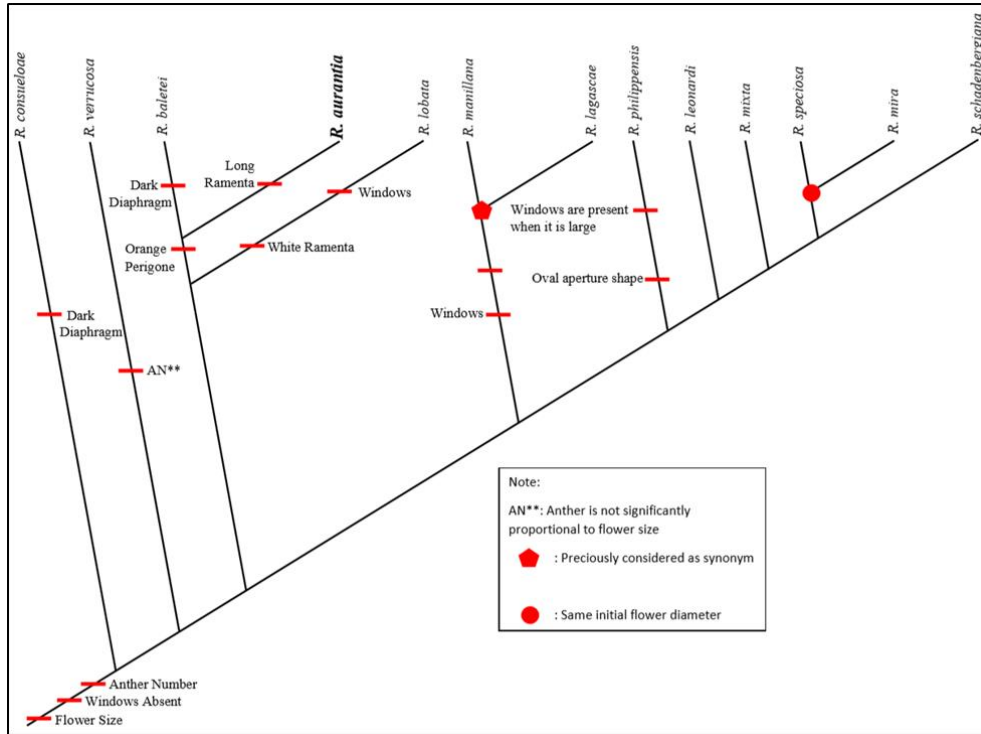 R. consueloae
R. verrucosa
R. baletei
R. aurantia
R. lobata
R. mamillana
R. lagascae
R. philippensis
R. leonardi
R. mixta
R. speciosa
R. mira
R. schadenbergiana
Long
Ramenta
Dark
Diaphragm
Windows
Windows are present
when it is large
Orange
Perigone
White Ramenta
Oval aperture shape
Dark
Diaphragm
Windows
AN**
Note:
AN**: Anther is not significantly
proportional to flower size
: Preciously considered as synonym
: Same initial flower diameter
Anther Number
Windows Absent
Flower Size